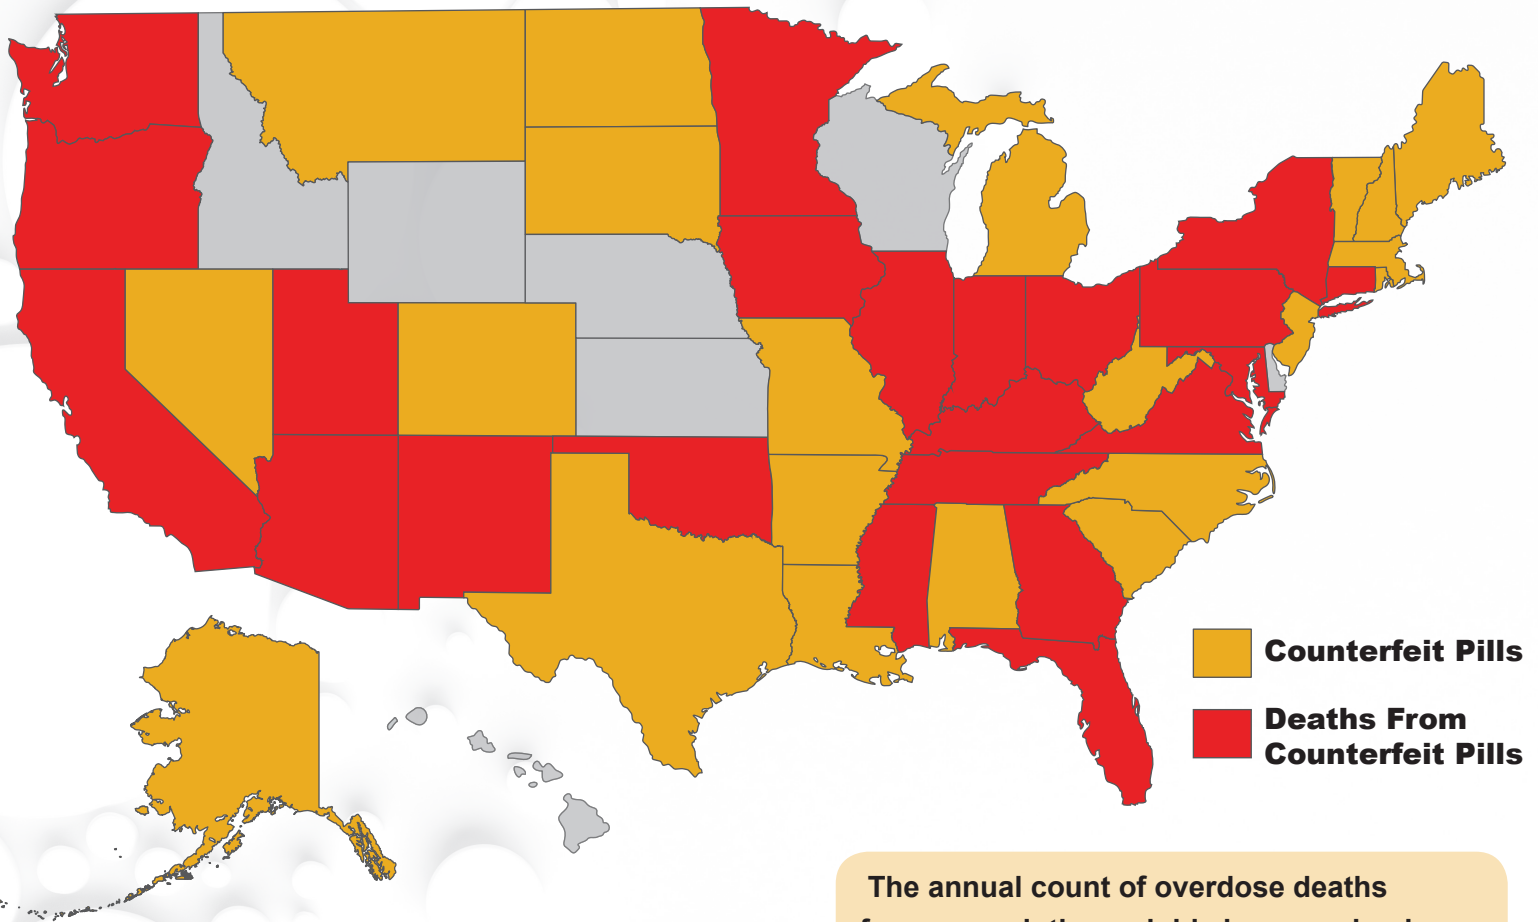 Counterfeit Pills
Deaths From
Counterfeit Pills
The annual count of overdose deaths